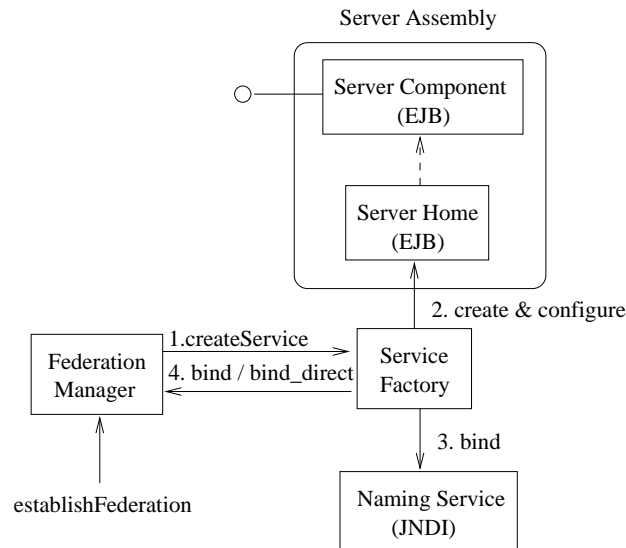 Server Assembly
Server Component
(EJB)
Server Home
(EJB)
2. create & configure
1.createService
Federation
Manager
4. bind / bind_direct
Service
Factory
3. bind
establishFederation
Naming Service
(JNDI)